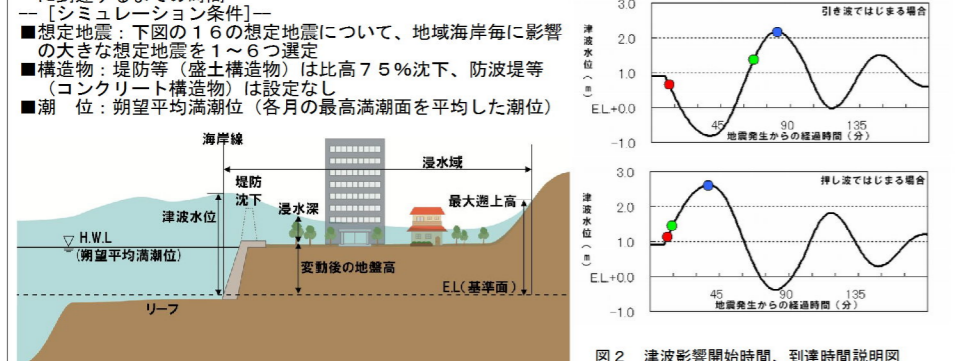 に到達するまでの時間
-- [シミュレーション条件]--
■想定地震：下図の１６の想定地震について、地域海岸毎に影響
の大きな想定地震を１～６つ選定
■構造物：堤防等（盛土構造物）は比高７５％沈下、防波堤等
（コンクリート構造物）は設定なし
■潮　位：朔望平均満潮位（各月の最高満潮面を平均した潮位）
海岸線
浸水域
堤防
沈下
津波水位
浸水深
最大遡上高
H.W.L
(朔望平均満潮位)
変動後の地盤高
E.L(基準面)
リーフ
3.0
引き波ではじまる場合
津波水位（m）
2.0
1.0
E.L+0.0
45
90
135
地震発生からの経過時間（分）
-1.0
3.0
押し波ではじまる場合
津波水位（m）
2.0
1.0
E.L+0.0
45
90
135
地震発生からの経過時間（分）
-1.0
図２　津波影響開始時間，到達時間説明図